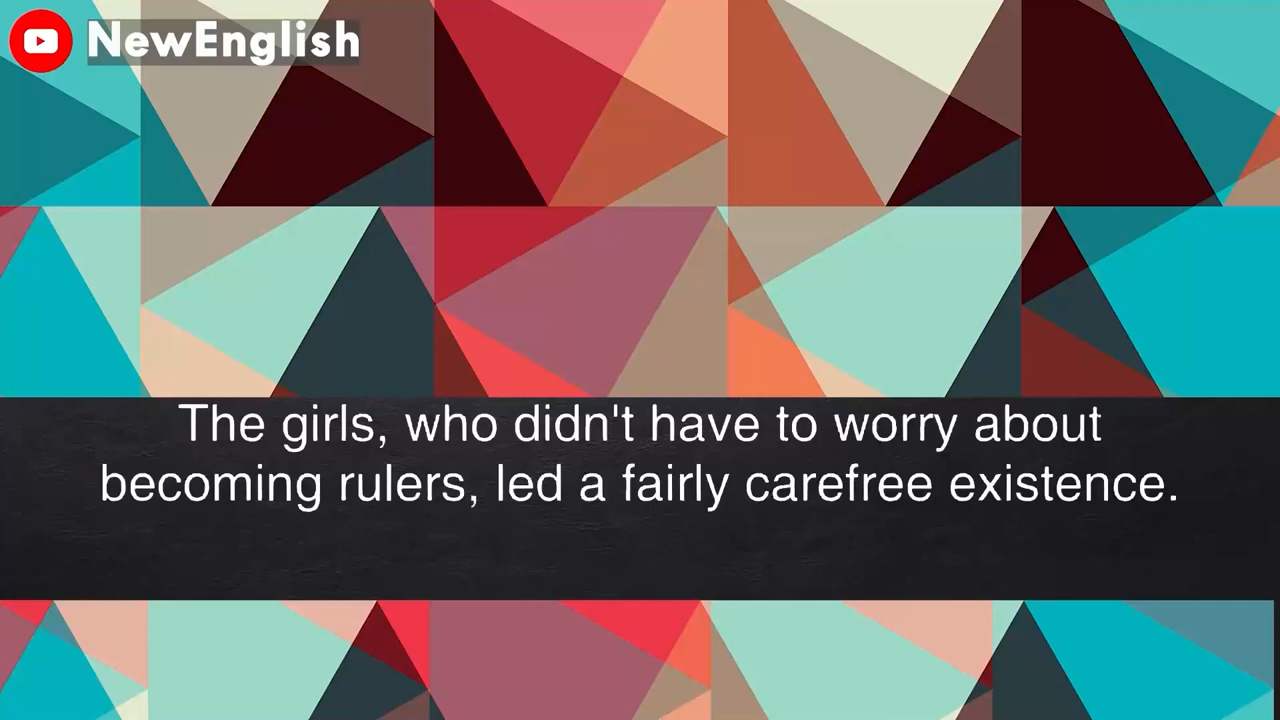 NewEnglish
The girls, who didn't have to worry about
becoming rulers, led a fairly carefree existence.